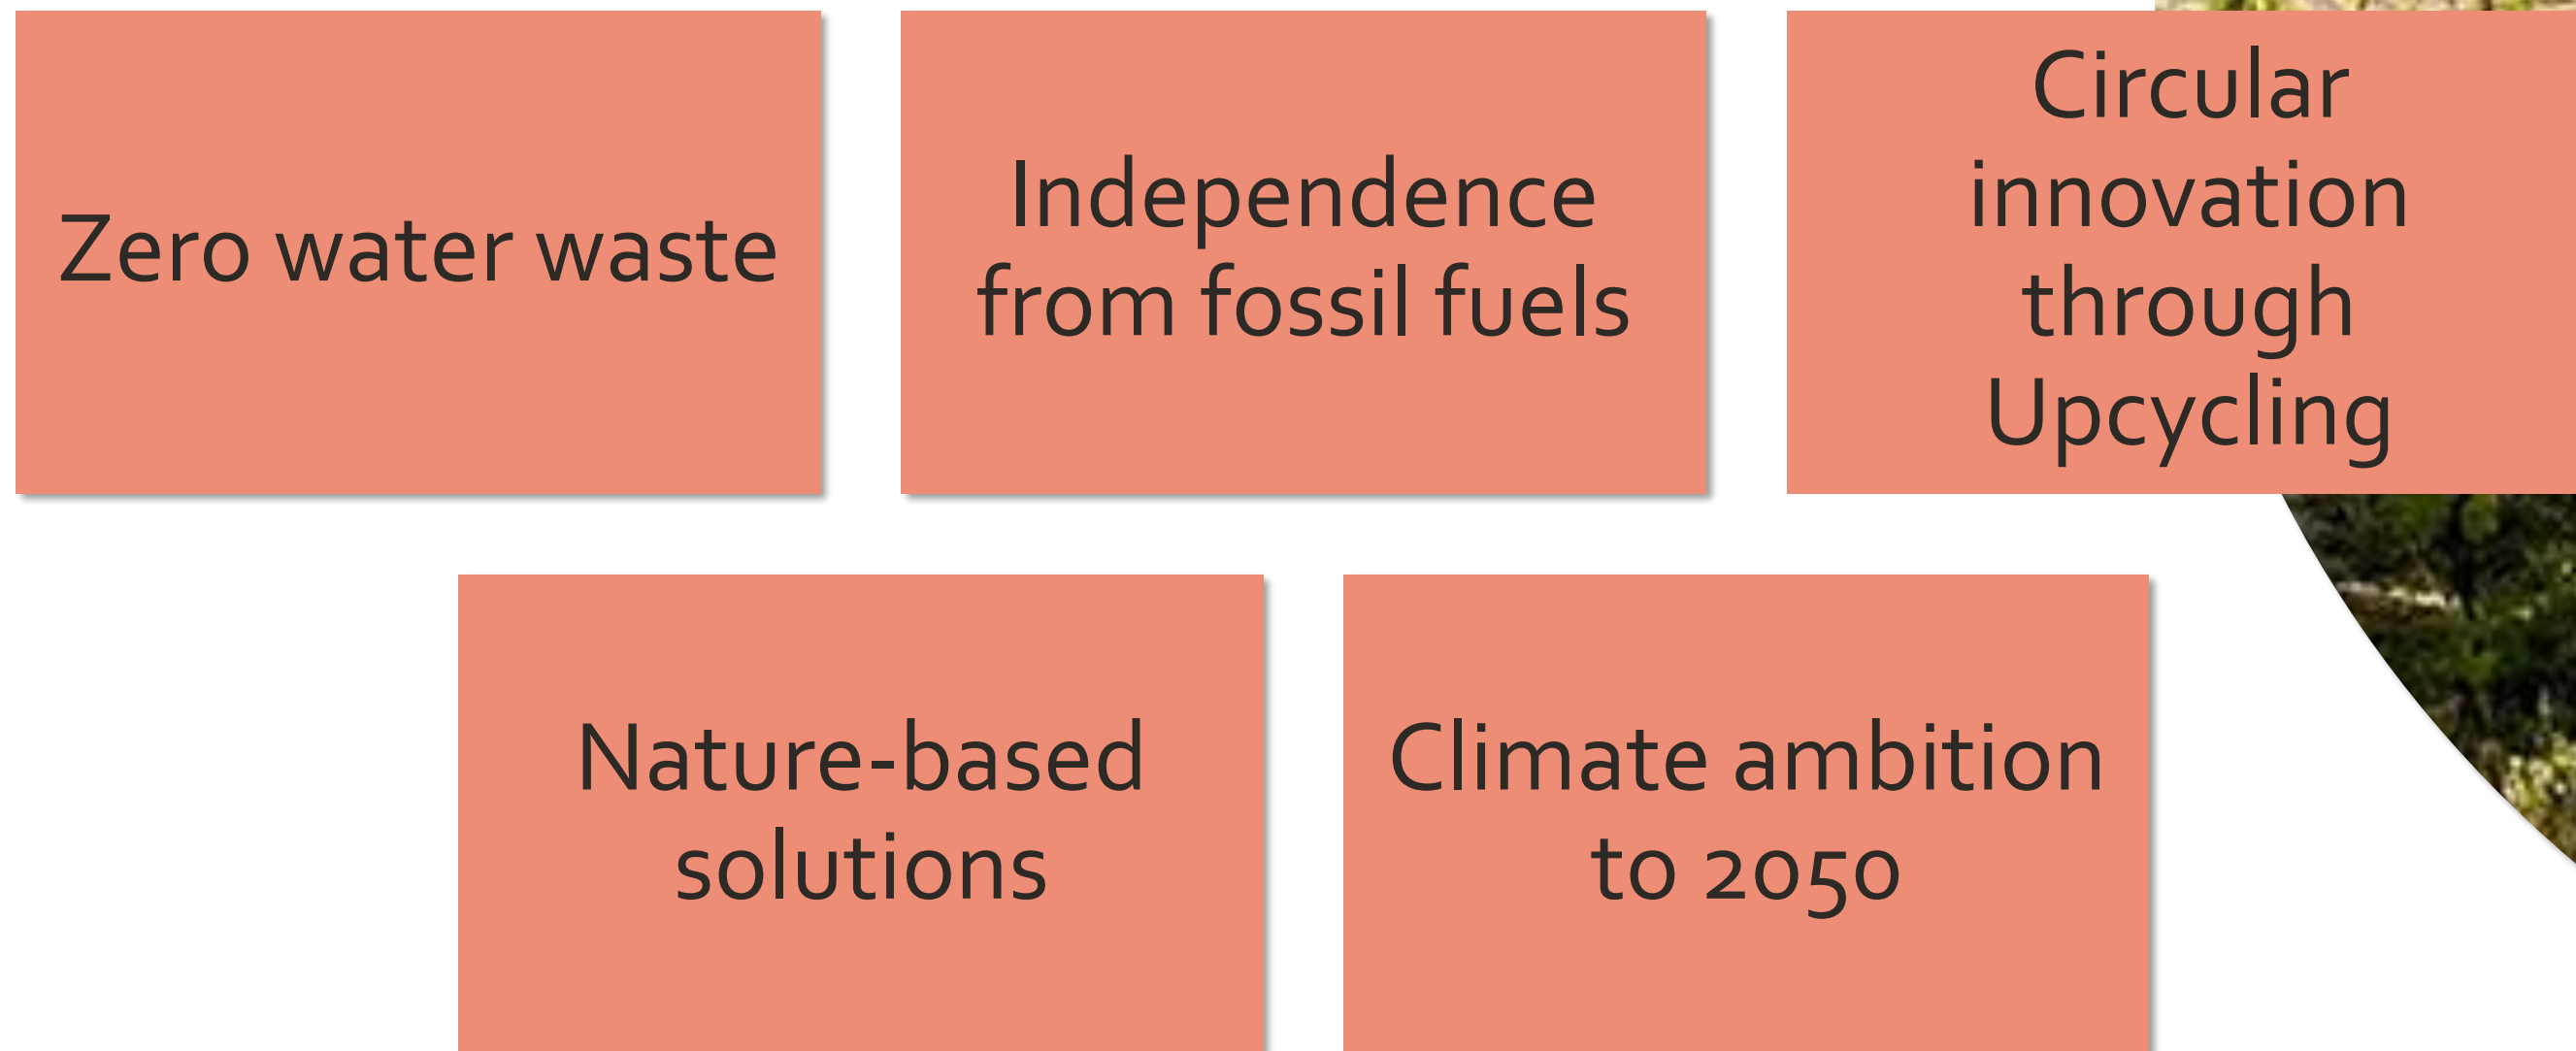 Zero water waste
Independence
from fossil fuels
Circular
innovation
through
Upcycling
Nature-based
solutions
Climate ambition
to 2050